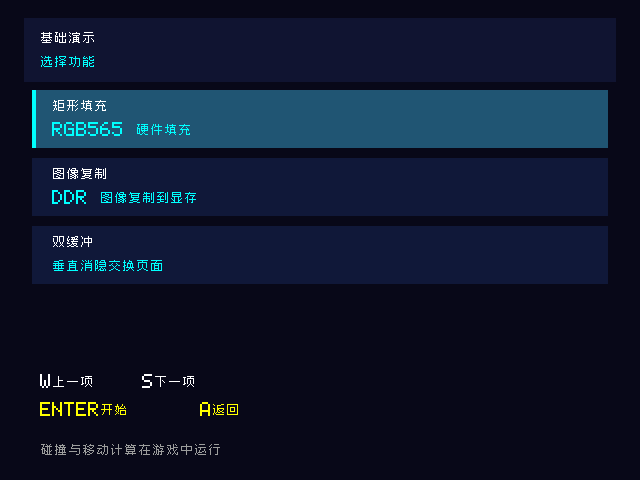 基础演示
选择功能
矩形填充
RGB565 硬件填充
图像复制
DDR 图像复制到显存
双缓冲
垂直消隐交换页面
W上一项 S下一项
ENTER开始 A返回
碰撞与移动计算在游戏中运行